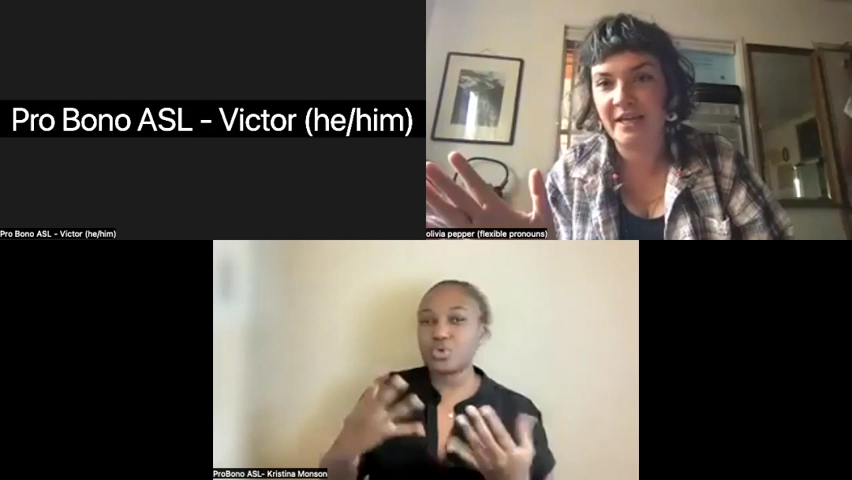 Pro Bono ASL - Victor (he/him)
Pro Bono ASL - Victor (he/him)
olivia pepper (flexible pronouns)
ProBono ASL- Kristina Monson